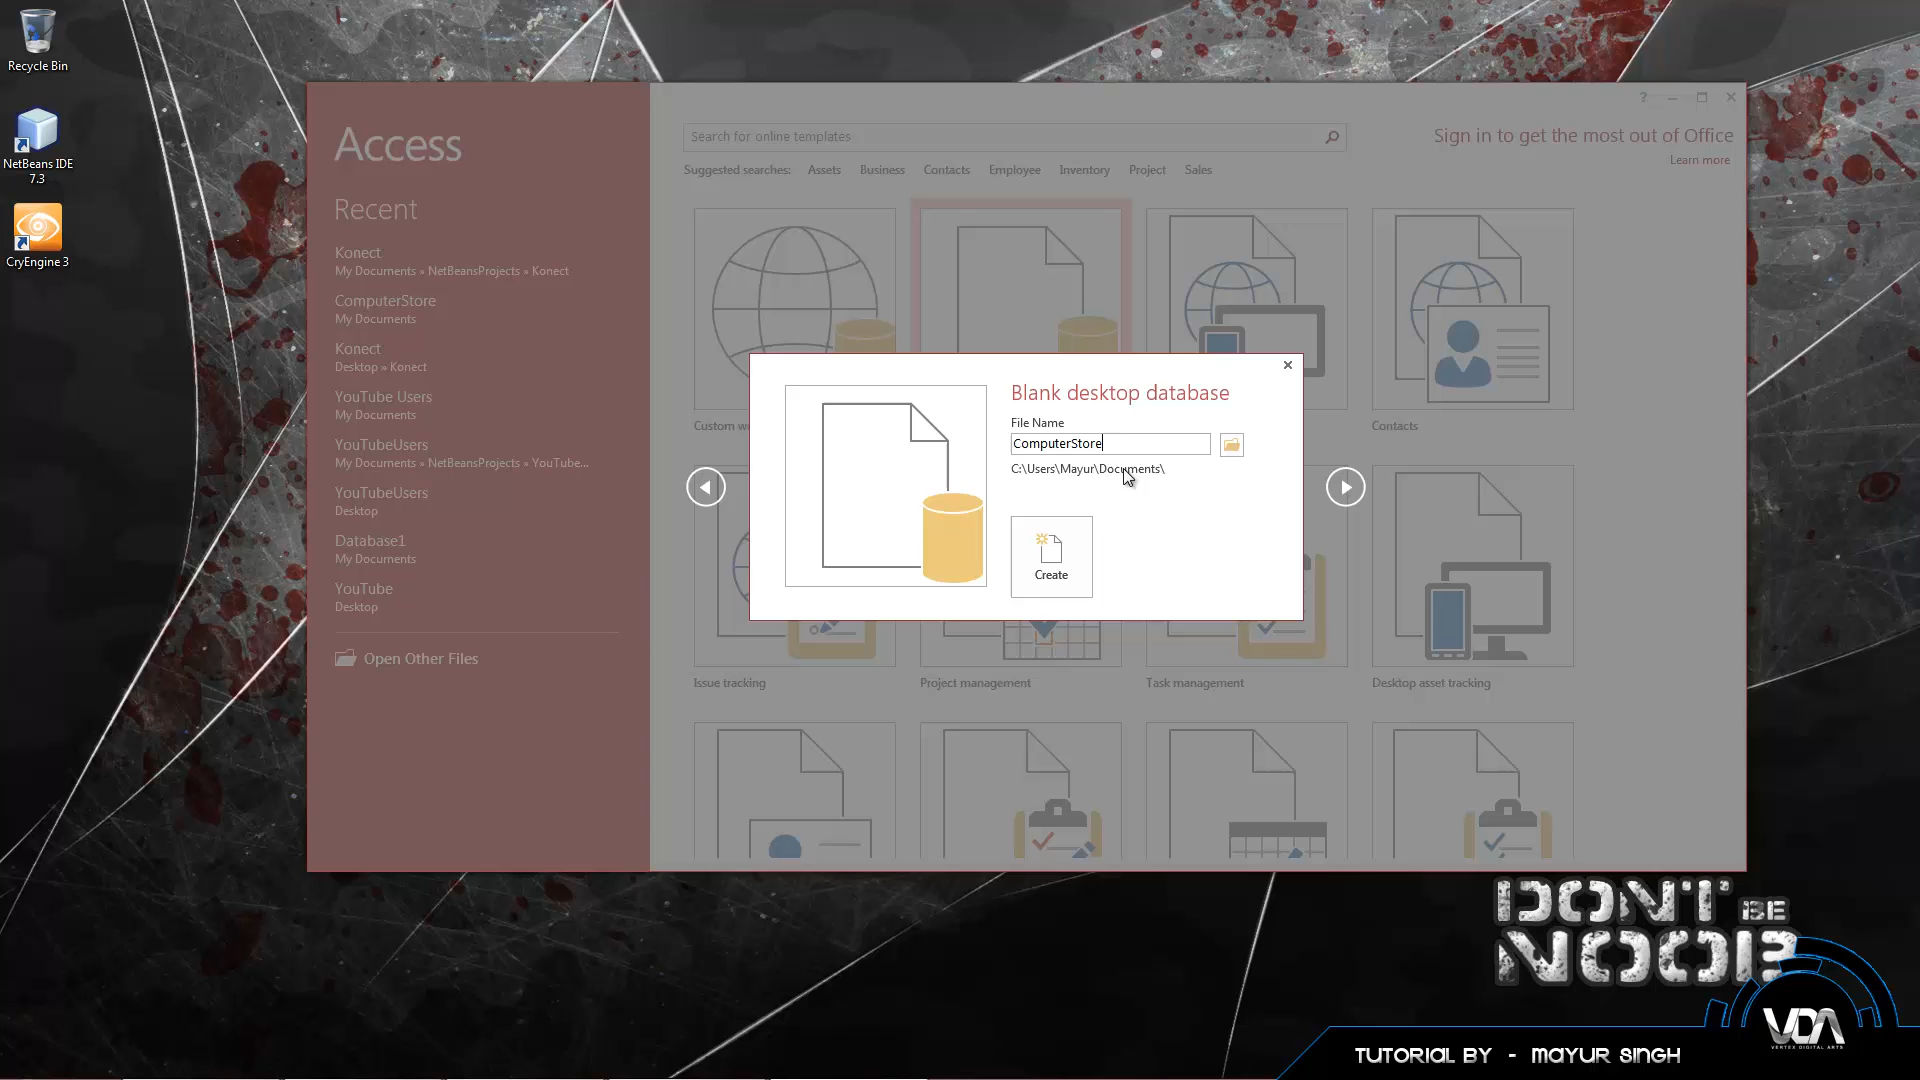 Recycle Bin
NetBeans IDE
7.3
CryEngine 3
Access
Recent
Konect
My Documents » NetBeansProjects » Konect
ComputerStore
My Documents
Konect
Desktop » Konect
YouTube Users
My Documents
YouTubeUsers
My Documents » NetBeansProjects » YouTube...
YouTubeUsers
Desktop
Database1
My Documents
YouTube
Desktop
Open Other Files
?
Search for online templates
Sign in to get the most out of Office
Learn more
Suggested searches: Assets Business Contacts Employee Inventory Project Sales
Custom
Contacts
Blank desktop database
File Name
ComputerStore
C:\Users\Mayur\Documents\
Create
Issue tracking
Project management
Task management
Desktop asset tracking
DON'T BE
NOOB
VDA
VERTEX DIGITAL ARTS
TUTORIAL BY - MAYUR SINGH